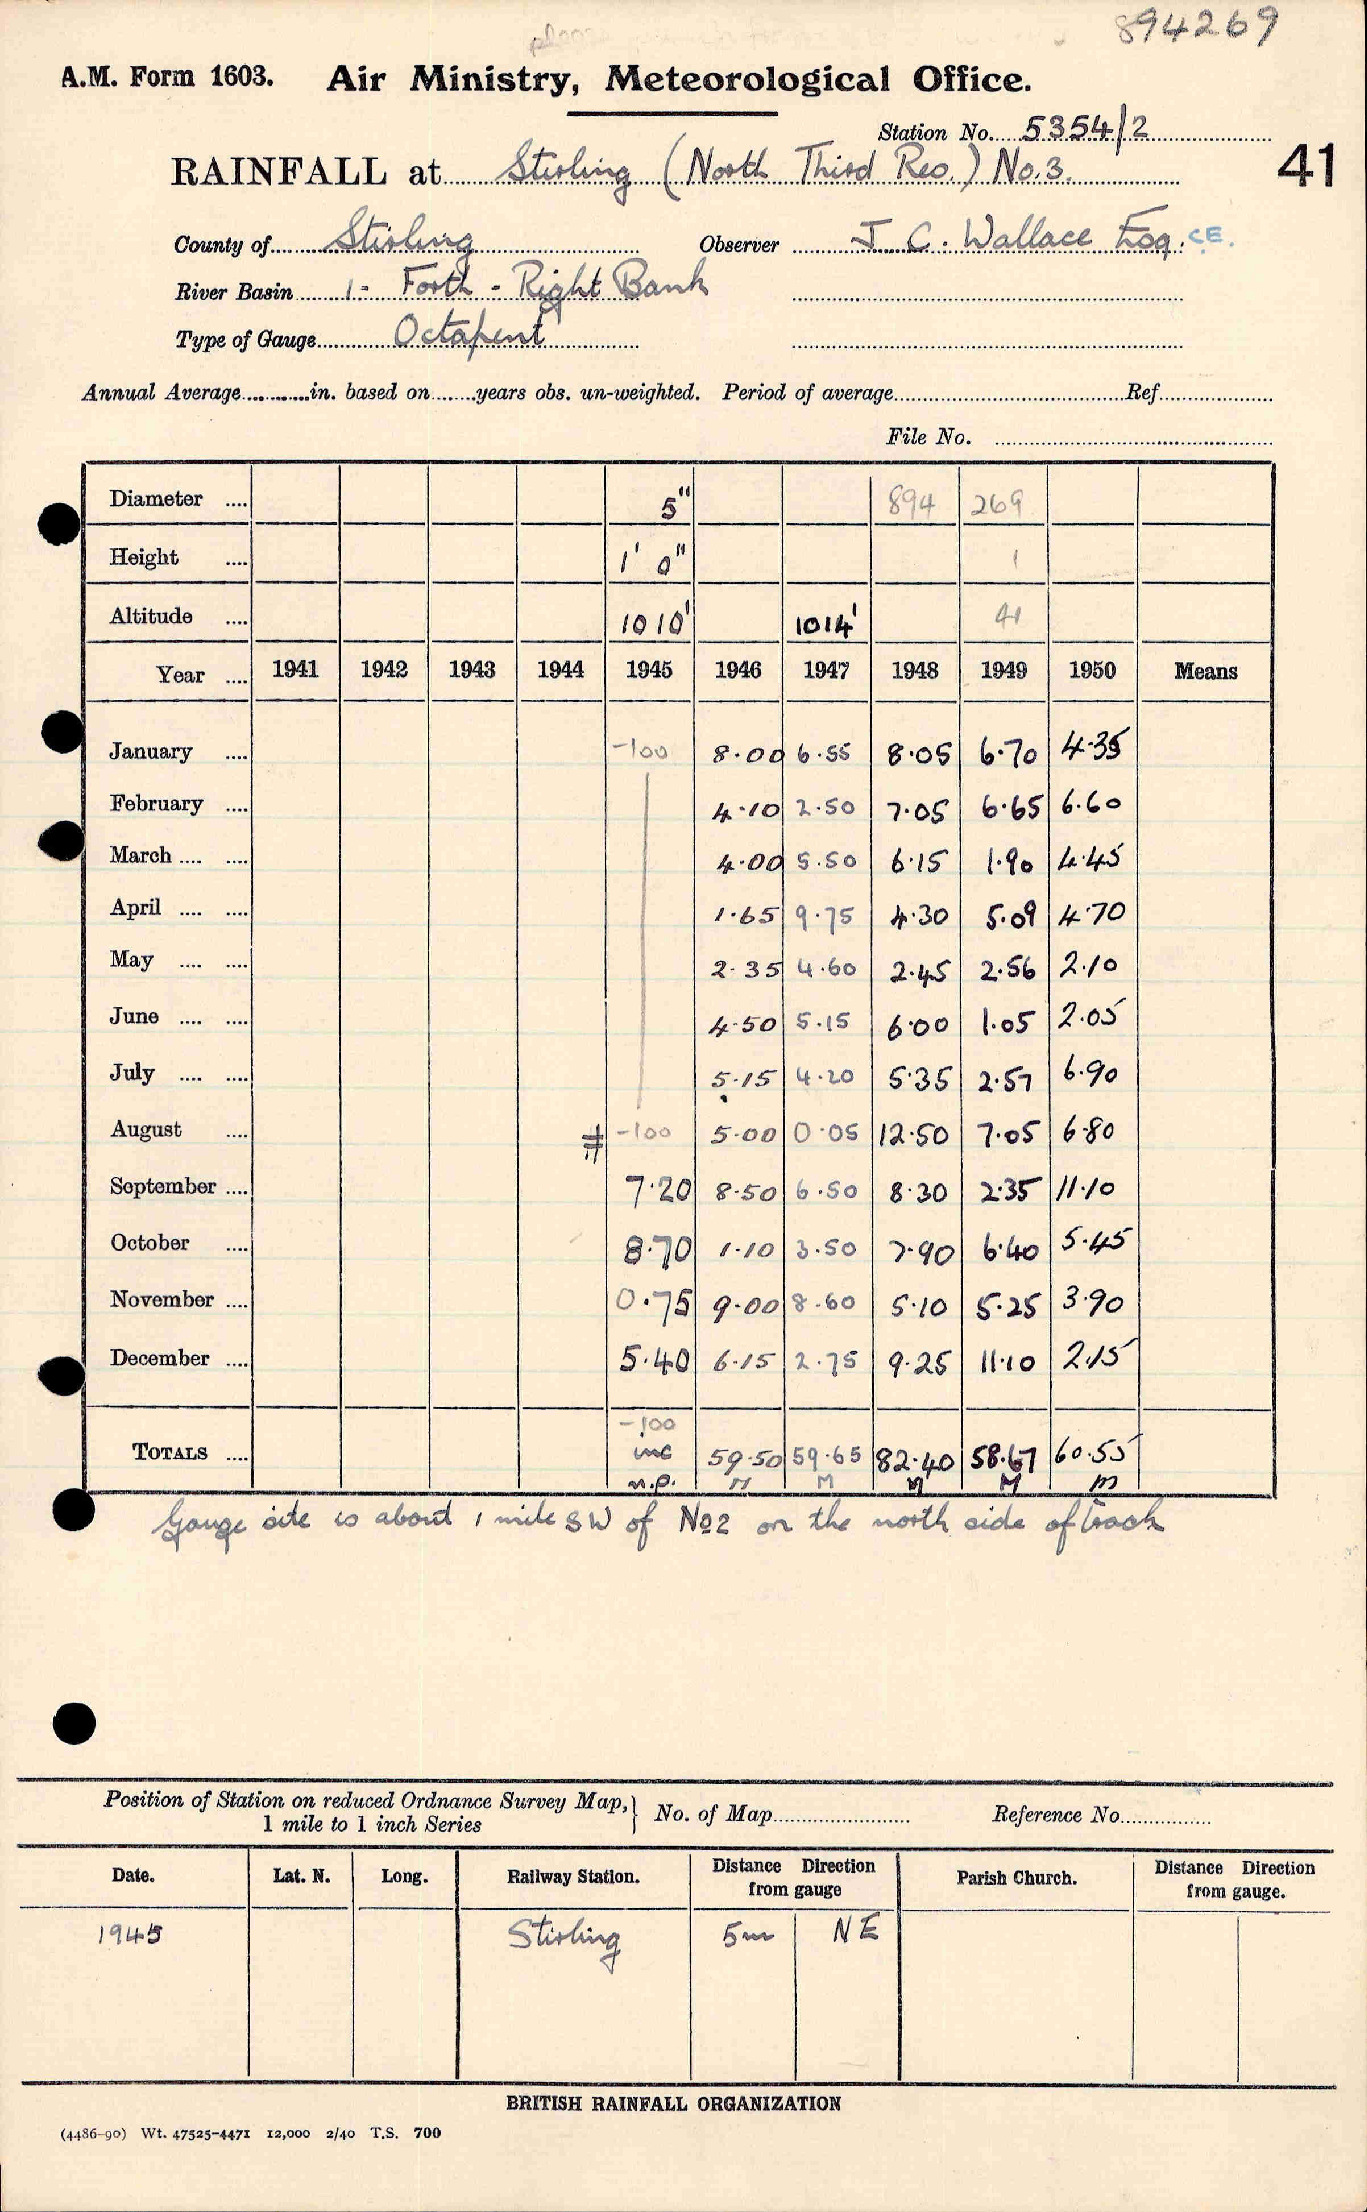 894269
A.M. Form 1603. Air Ministry, Meteorological Office.
Station No. 5354/2
RAINFALL at Stirling (North Third Res.) No.3. 41
County of Stirling Observer J. C. Wallace Esq. C.E.
River Basin 1- Forth - Right Bank
Type of Gauge Octapent
Annual Average in. based on years obs. un-weighted. Period of average Ref.
File No.
Diameter .... 5" 894 269
Height .... 1' 0" 1
Altitude .... 1010' 1014' 41
Year .... 1941 1942 1943 1944 1945 1946 1947 1948 1949 1950 Means
January .... -100 8.00 6.55 8.05 6.70 4.35
February .... 4.10 2.50 7.05 6.65 6.60
March .... .... 4.00 5.50 6.15 1.90 4.45
April .... .... 1.65 9.75 4.30 5.09 4.70
May .... .... 2.35 4.60 2.45 2.56 2.10
June .... .... 4.50 5.15 6.00 1.05 2.05
July .... .... 5.15 4.20 5.35 2.57 6.90
August .... -100 5.00 0.05 12.50 7.05 6.80
September .... 7.20 8.50 6.50 8.30 2.35 11.10
October .... 8.70 1.10 3.50 7.90 6.40 5.45
November .... 0.75 9.00 8.60 5.10 5.25 3.90
December .... 5.40 6.15 2.75 9.25 11.10 2.15
-100
TOTALS .... inc 59.50 59.65 82.40 58.67 60.55
n.p. M M M M m
Gauge site is about 1 mile SW of No2 on the north side of track
Position of Station on reduced Ordnance Survey Map, 1 mile to 1 inch Series } No. of Map Reference No.
Date. Lat. N. Long. Railway Station. Distance Direction from gauge Parish Church. Distance Direction from gauge.
1945 Stirling 5m NE
BRITISH RAINFALL ORGANIZATION
(4486-90) Wt. 47525-4471 12,000 2/40 T.S. 700